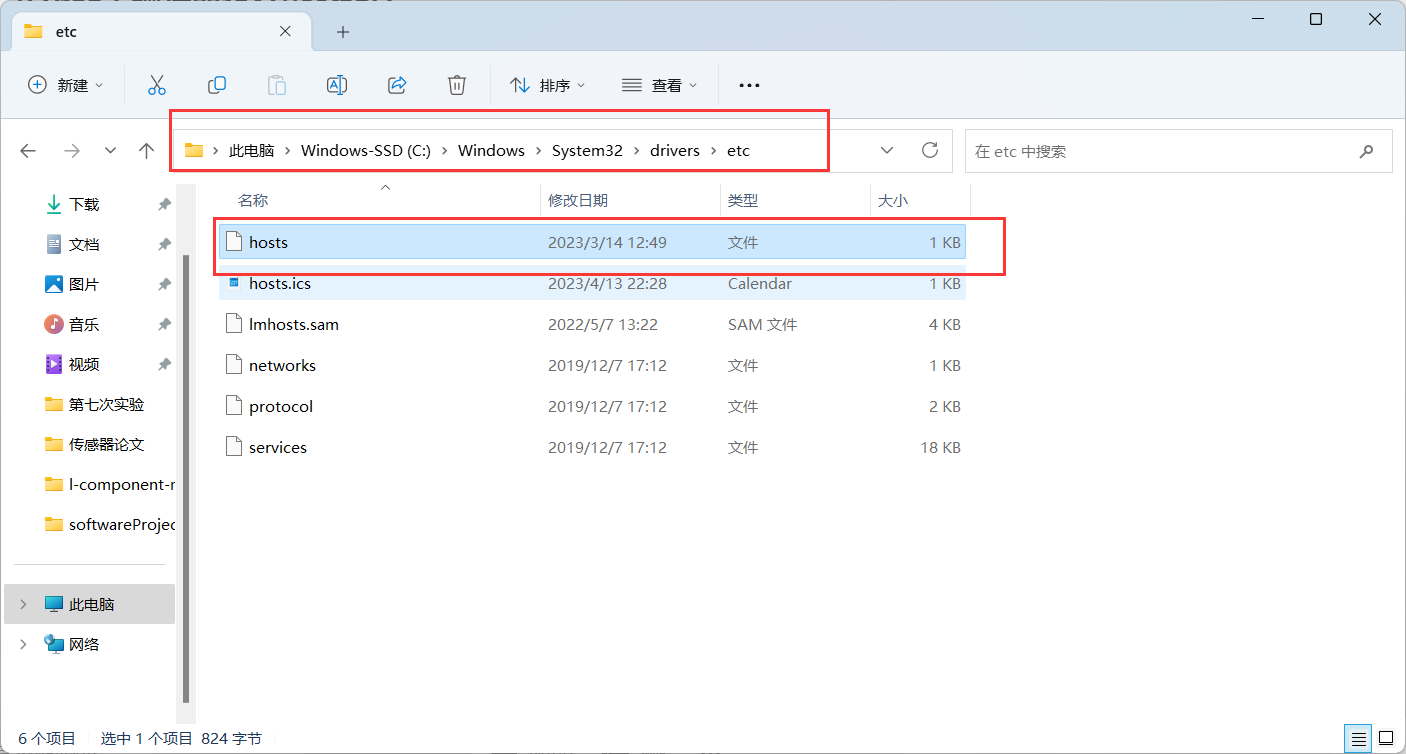 etc
新建
排序
查看
此电脑 Windows-SSD (C:) Windows System32 drivers etc
在 etc 中搜索
下载
文档
图片
音乐
视频
第七次实验
传感器论文
l-component-r
softwareProjec
此电脑
网络
名称 修改日期 类型 大小
hosts 2023/3/14 12:49 文件 1 KB
hosts.ics 2023/4/13 22:28 Calendar 1 KB
lmhosts.sam 2022/5/7 13:22 SAM 文件 4 KB
networks 2019/12/7 17:12 文件 1 KB
protocol 2019/12/7 17:12 文件 2 KB
services 2019/12/7 17:12 文件 18 KB
6 个项目 选中 1 个项目 824 字节